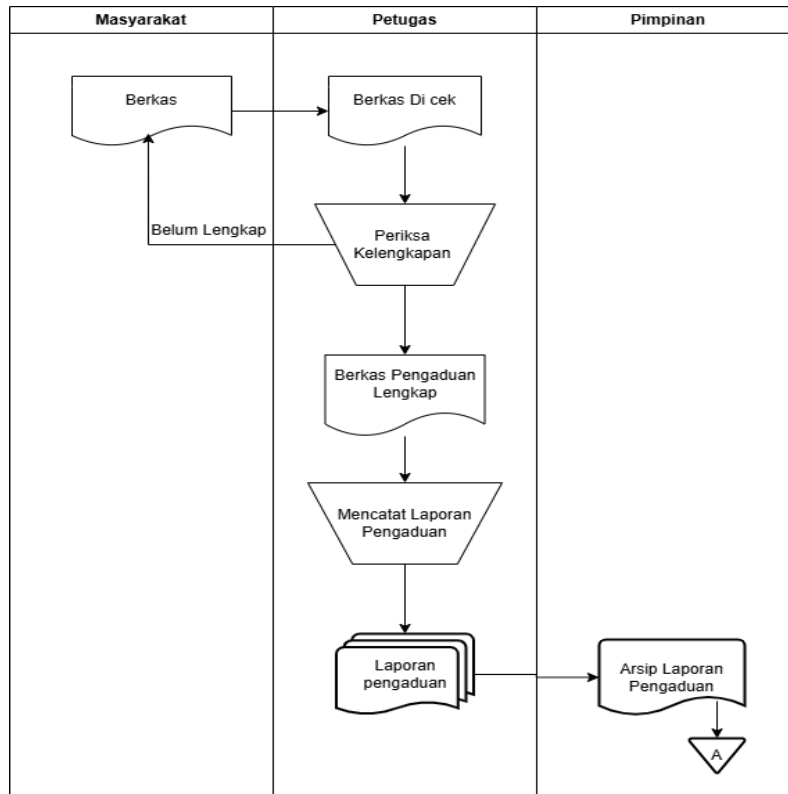 Masyarakat
Petugas
Pimpinan
Berkas
Berkas Di cek
Belum Lengkap
Periksa
Kelengkapan
Berkas Pengaduan
Lengkap
Mencatat Laporan
Pengaduan
Laporan
pengaduan
Arsip Laporan
Pengaduan
A